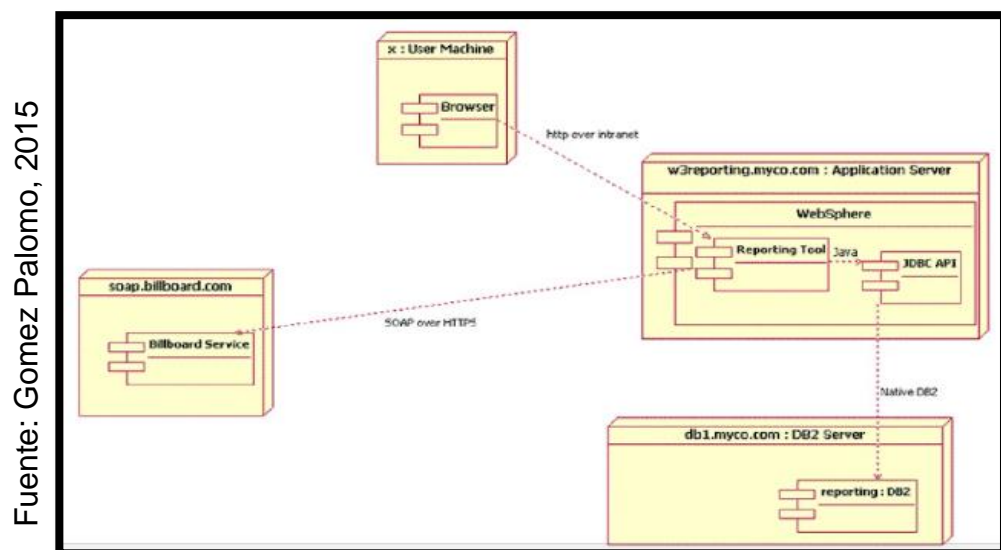 Fuente: Gomez Palomo, 2015
x : User Machine
Browser
http over intranet
w3reporting.myco.com : Application Server
WebSphere
Reporting Tool
Java
JDBC API
soap.billboard.com
Billboard Service
SOAP over HTTPS
Native DB2
db1.myco.com : DB2 Server
reporting : DB2